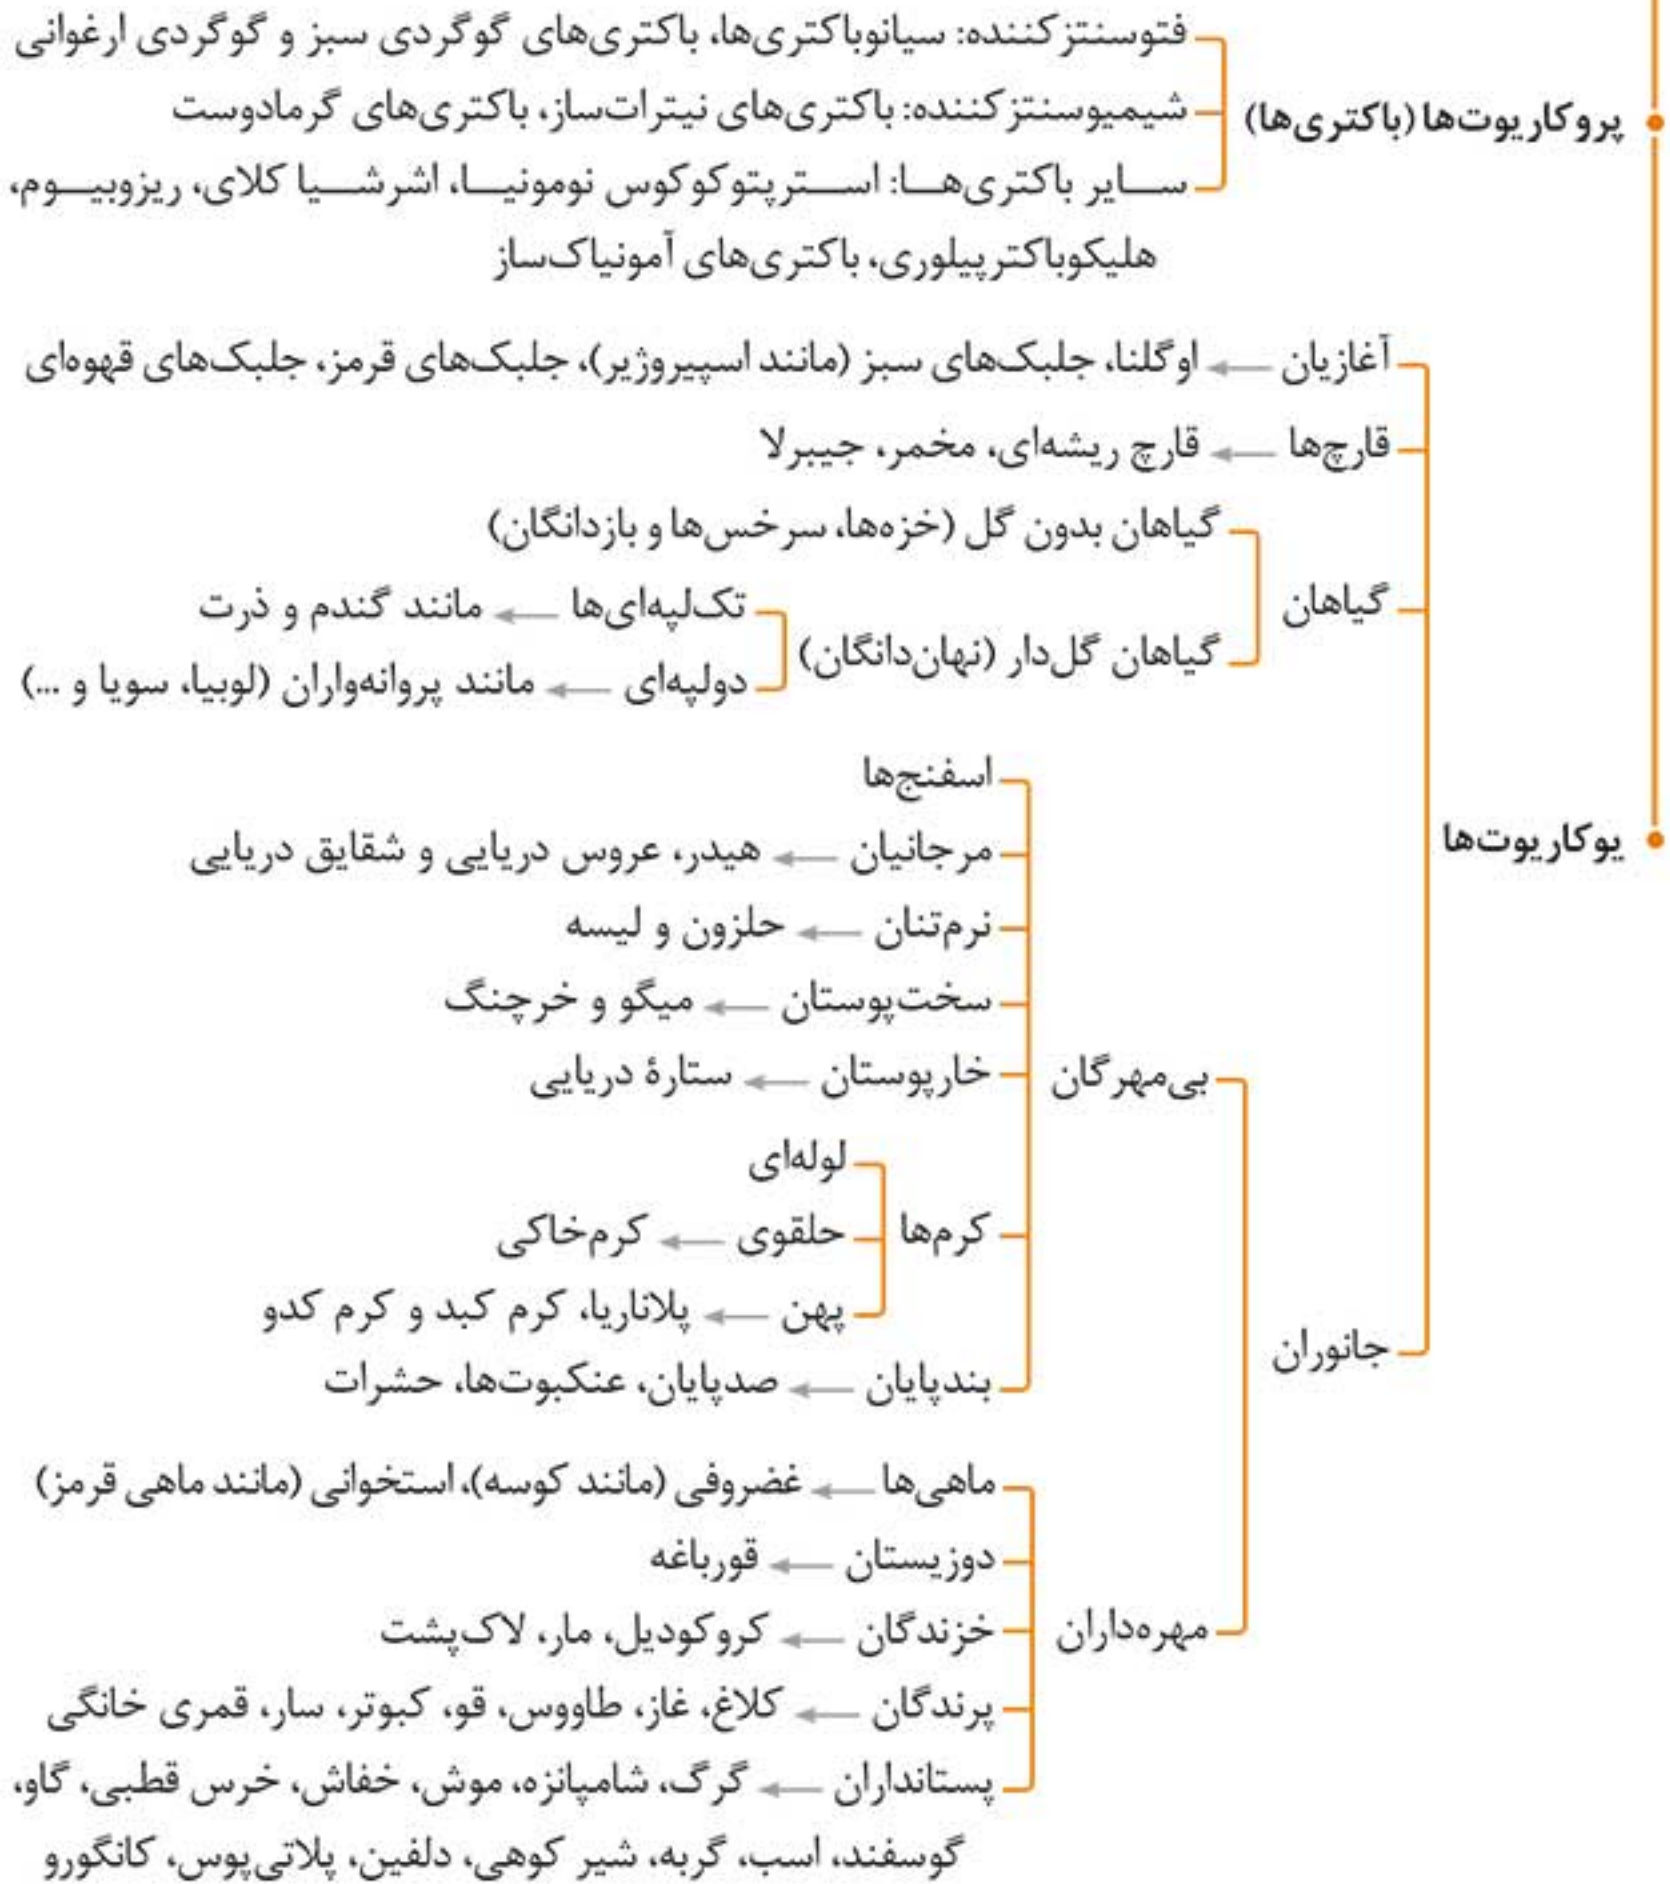 فتوسنتزکننده: سیانوباکتری‌ها، باکتری‌های گوگردی سبز و گوگردی ارغوانی
پروکاریوت‌ها (باکتری‌ها)
شیمیوسنتزکننده: باکتری‌های نیترات‌ساز، باکتری‌های گرمادوست
سایر باکتری‌ها: استرپتوکوکوس نومونیا، اشرشیا کلای، ریزوبیوم،
هلیکوباکترپیلوری، باکتری‌های آمونیاک‌ساز
یوکاریوت‌ها
آغازیان ← اوگلنا، جلبک‌های سبز (مانند اسپیروژیر)، جلبک‌های قرمز، جلبک‌های قهوه‌ای
قارچ‌ها ← قارچ ریشه‌ای، مخمر، جیبرلا
گیاهان
گیاهان بدون گل (خزه‌ها، سرخس‌ها و بازدانگان)
گیاهان گل‌دار (نهان‌دانگان)
تک‌لپه‌ای‌ها ← مانند گندم و ذرت
دولپه‌ای ← مانند پروانه‌واران (لوبیا، سویا و ...)
جانوران
بی‌مهرگان
اسفنج‌ها
مرجانیان ← هیدر، عروس دریایی و شقایق دریایی
نرم‌تنان ← حلزون و لیسه
سخت‌پوستان ← میگو و خرچنگ
خارپوستان ← ستارهٔ دریایی
کرم‌ها
لوله‌ای
حلقوی ← کرم‌خاکی
پهن ← پلاناریا، کرم کبد و کرم کدو
بندپایان ← صدپایان، عنکبوت‌ها، حشرات
مهره‌داران
ماهی‌ها ← غضروفی (مانند کوسه)، استخوانی (مانند ماهی قرمز)
دوزیستان ← قورباغه
خزندگان ← کروکودیل، مار، لاک‌پشت
پرندگان ← کلاغ، غاز، طاووس، قو، کبوتر، سار، قمری خانگی
پستانداران ← گرگ، شامپانزه، موش، خفاش، خرس قطبی، گاو،
گوسفند، اسب، گربه، شیر کوهی، دلفین، پلاتی‌پوس، کانگورو